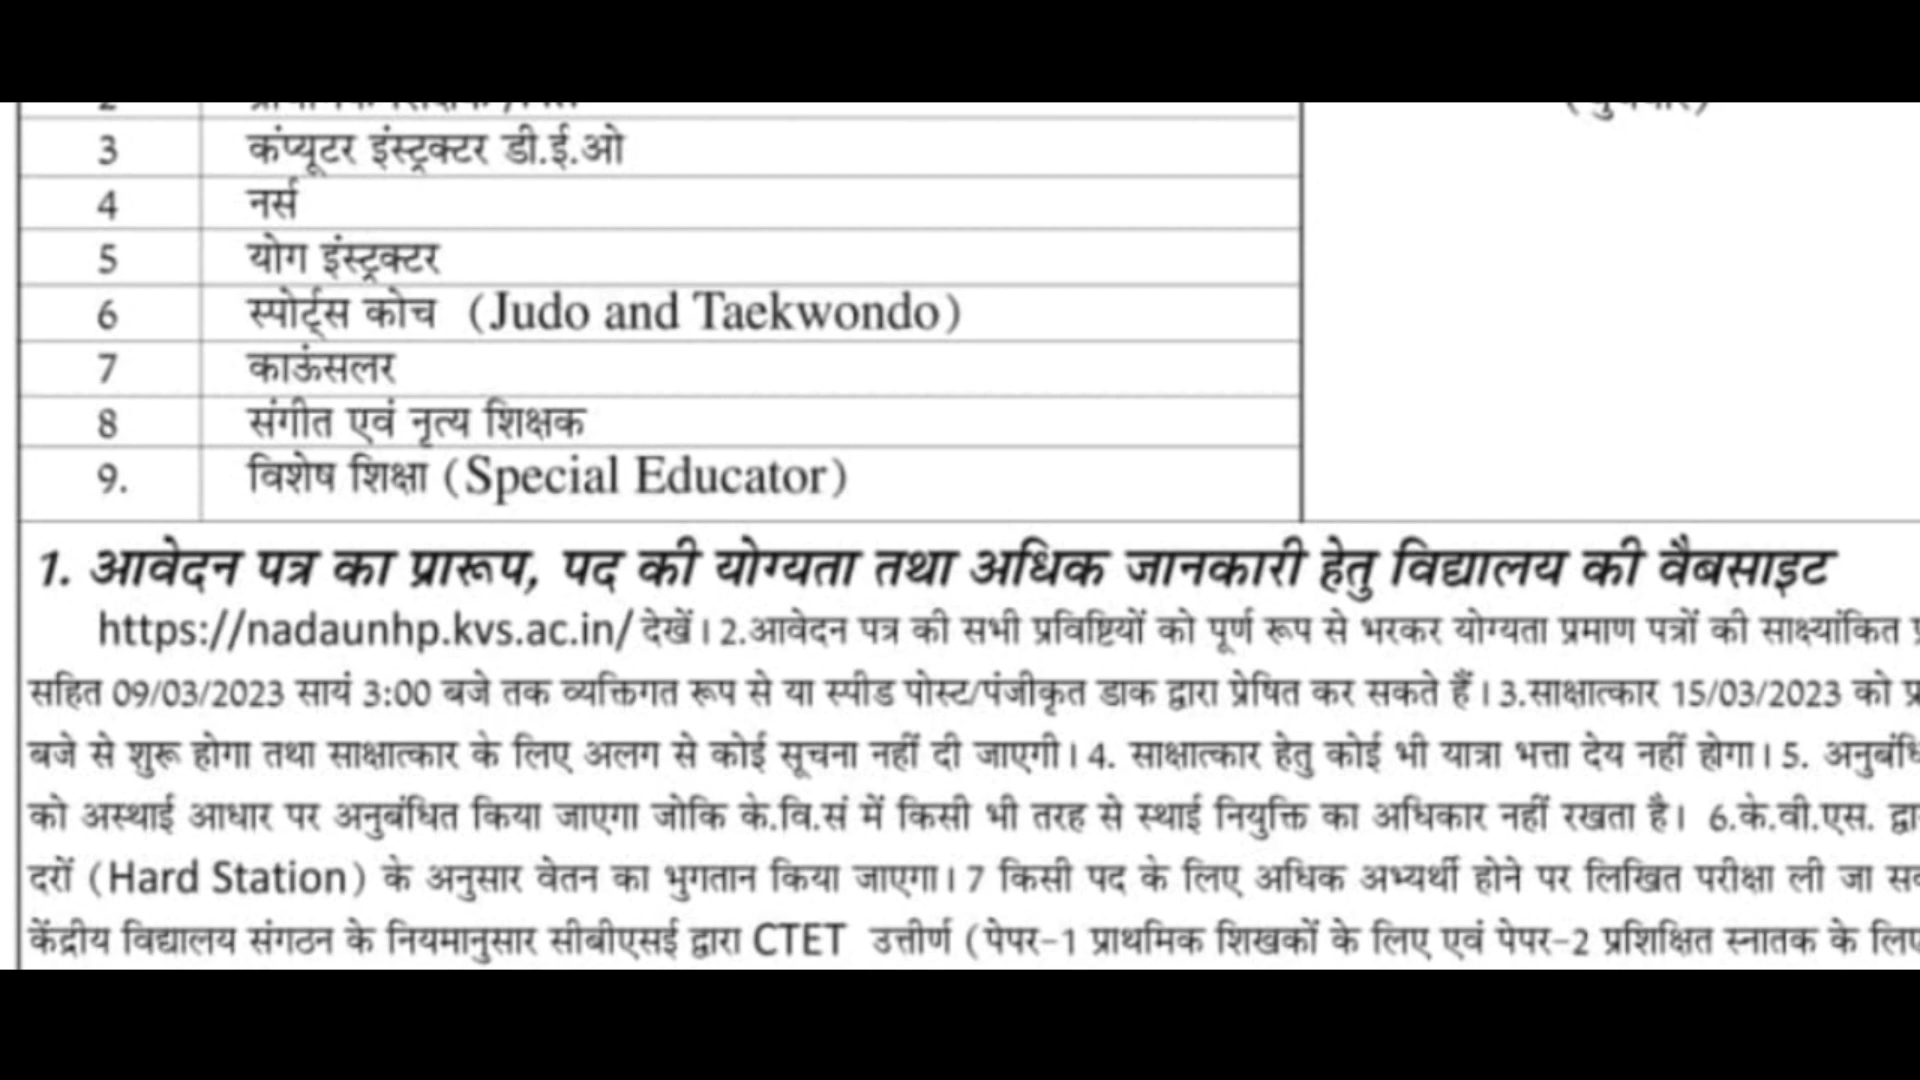 3 कंप्यूटर इंस्ट्रक्टर डी.ई.ओ
4 नर्स
5 योग इंस्ट्रक्टर
6 स्पोर्ट्स कोच (Judo and Taekwondo)
7 काऊंसलर
8 संगीत एवं नृत्य शिक्षक
9. विशेष शिक्षा (Special Educator)
1. आवेदन पत्र का प्रारूप, पद की योग्यता तथा अधिक जानकारी हेतु विद्यालय की वैबसाइट
https://nadaunhp.kvs.ac.in/ देखें। 2.आवेदन पत्र की सभी प्रविष्टियों को पूर्ण रूप से भरकर योग्यता प्रमाण पत्रों की साक्ष्यांकित
सहित 09/03/2023 सायं 3:00 बजे तक व्यक्तिगत रूप से या स्पीड पोस्ट/पंजीकृत डाक द्वारा प्रेषित कर सकते हैं। 3.साक्षात्कार 15/03/2023 को
बजे से शुरू होगा तथा साक्षात्कार के लिए अलग से कोई सूचना नहीं दी जाएगी। 4. साक्षात्कार हेतु कोई भी यात्रा भत्ता देय नहीं होगा। 5.
को अस्थाई आधार पर अनुबंधित किया जाएगा जोकि के.वि.सं में किसी भी तरह से स्थाई नियुक्ति का अधिकार नहीं रखता है। 6.के.वी.एस.
दरों (Hard Station) के अनुसार वेतन का भुगतान किया जाएगा। 7 किसी पद के लिए अधिक अभ्यर्थी होने पर लिखित परीक्षा ली जा
केंद्रीय विद्यालय संगठन के नियमानुसार सीबीएसई द्वारा CTET उत्तीर्ण (पेपर-1 प्राथमिक शिखकों के लिए एवं पेपर-2 प्रशिक्षित स्नातक के लिए